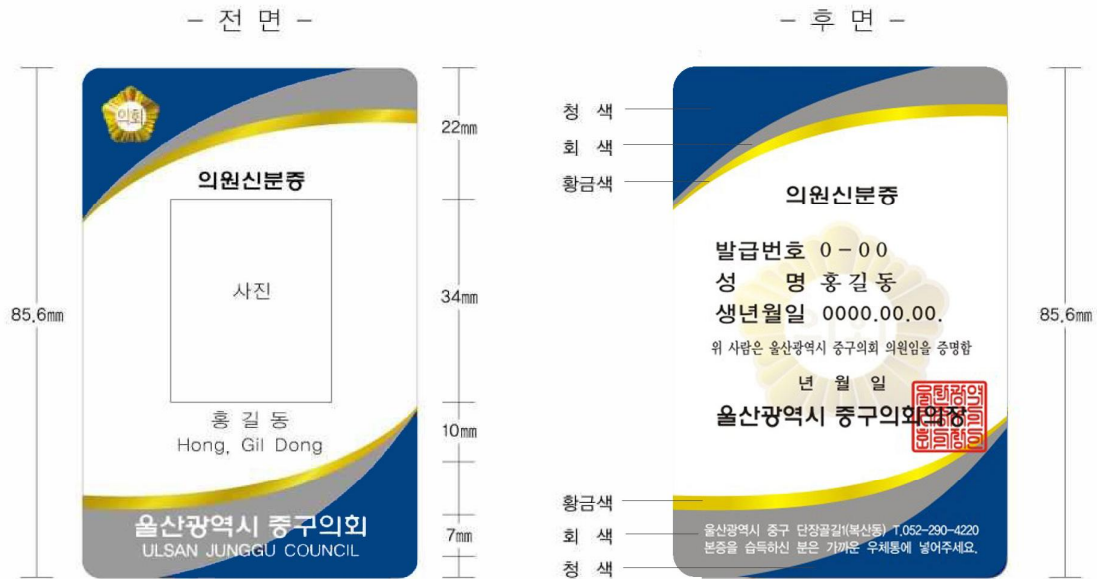 - 전 면 -
의회
의원신분증
사진
홍 길 동
Hong, Gil Dong
울산광역시 중구의회
ULSAN JUNGGU COUNCIL
85.6mm
22mm
34mm
10mm
7mm
- 후 면 -
청 색
회 색
황금색
의원신분증
발급번호 0-00
성 명 홍길동
생년월일 0000.00.00.
위 사람은 울산광역시 중구의회 의원임을 증명함
년 월 일
울산광역시 중구의회의장
황금색
회 색
청 색
울산광역시 중구 단장골길1(복산동) T.052-290-4220
본증을 습득하신 분은 가까운 우체통에 넣어주세요.
85.6mm